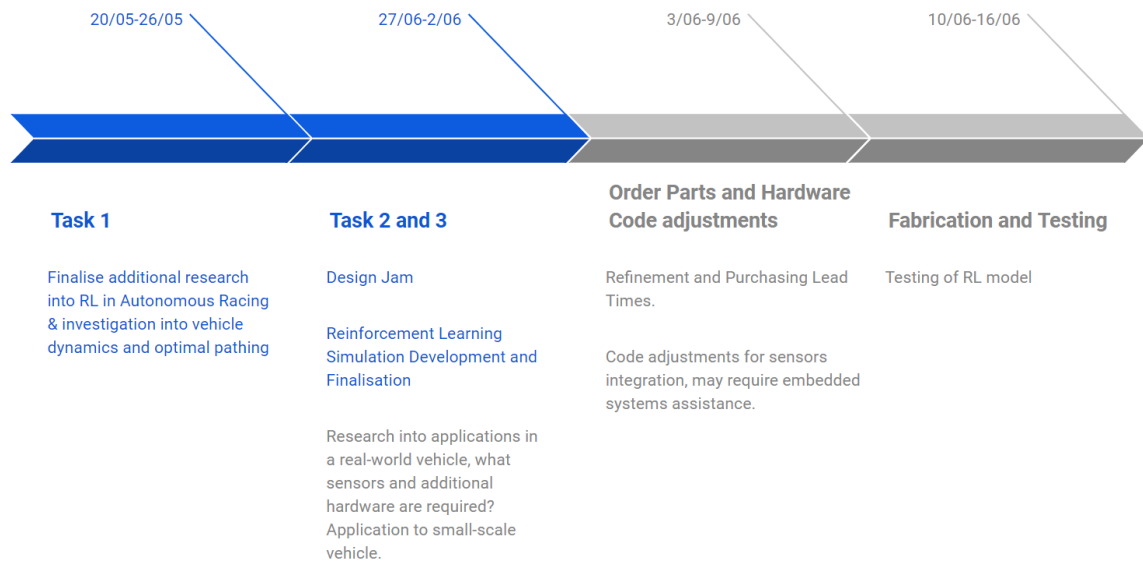 20/05-26/05
27/06-2/06
3/06-9/06
10/06-16/06
Task 1
Finalise additional research
into RL in Autonomous Racing
& investigation into vehicle
dynamics and optimal pathing
Task 2 and 3
Design Jam
Reinforcement Learning
Simulation Development and
Finalisation
Research into applications in
a real-world vehicle, what
sensors and additional
hardware are required?
Application to small-scale
vehicle.
Order Parts and Hardware
Code adjustments
Refinement and Purchasing Lead
Times.
Code adjustments for sensors
integration, may require embedded
systems assistance.
Fabrication and Testing
Testing of RL model